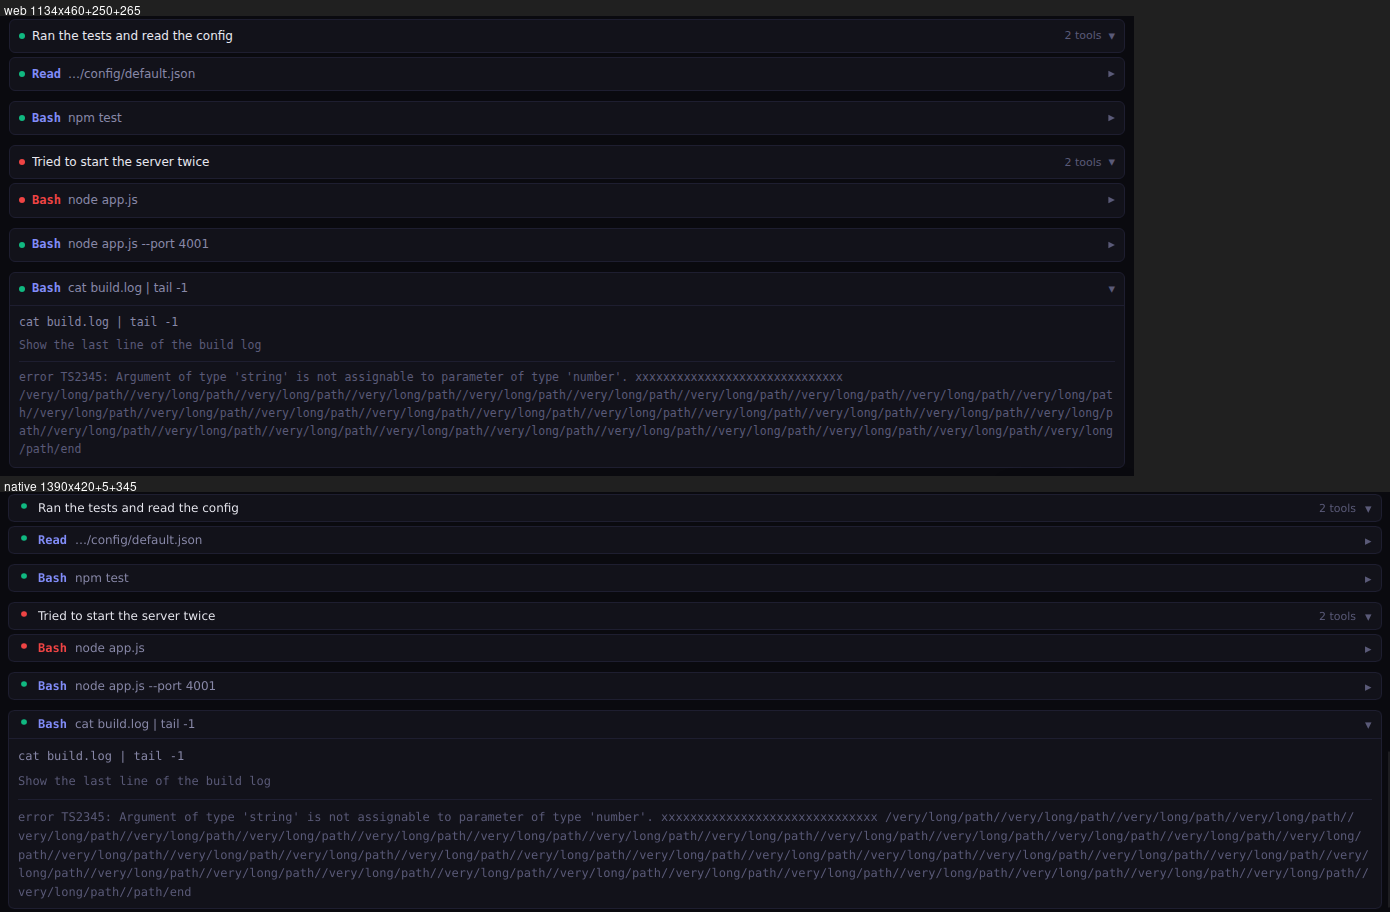 web 1134x460+250+265
Ran the tests and read the config 2 tools ▼
Read …/config/default.json ▶
Bash npm test ▶
Tried to start the server twice 2 tools ▼
Bash node app.js ▶
Bash node app.js --port 4001 ▶
Bash cat build.log | tail -1 ▼
cat build.log | tail -1
Show the last line of the build log
error TS2345: Argument of type 'string' is not assignable to parameter of type 'number'. xxxxxxxxxxxxxxxxxxxxxxxxxxxxxx
/very/long/path//very/long/path//very/long/path//very/long/path//very/long/path//very/long/path//very/long/path//very/long/path//very/long/path//very/long/pat
h//very/long/path//very/long/path//very/long/path//very/long/path//very/long/path//very/long/path//very/long/path//very/long/path//very/long/path//very/long/p
ath//very/long/path//very/long/path//very/long/path//very/long/path//very/long/path//very/long/path//very/long/path//very/long/path//very/long/path//very/long
/path/end
native 1390x420+5+345
Ran the tests and read the config 2 tools ▼
Read …/config/default.json ▶
Bash npm test ▶
Tried to start the server twice 2 tools ▼
Bash node app.js ▶
Bash node app.js --port 4001 ▶
Bash cat build.log | tail -1 ▼
cat build.log | tail -1
Show the last line of the build log
error TS2345: Argument of type 'string' is not assignable to parameter of type 'number'. xxxxxxxxxxxxxxxxxxxxxxxxxxxxxx /very/long/path//very/long/path//very/long/path//very/long/path//
very/long/path//very/long/path//very/long/path//very/long/path//very/long/path//very/long/path//very/long/path//very/long/path//very/long/path//very/long/path//very/long/path//very/long/
path//very/long/path//very/long/path//very/long/path//very/long/path//very/long/path//very/long/path//very/long/path//very/long/path//very/long/path//very/long/path//very/long/path//very/
long/path//very/long/path//very/long/path//very/long/path//very/long/path//very/long/path//very/long/path//very/long/path//very/long/path//very/long/path//very/long/path//very/long/path//
very/long/path//path/end